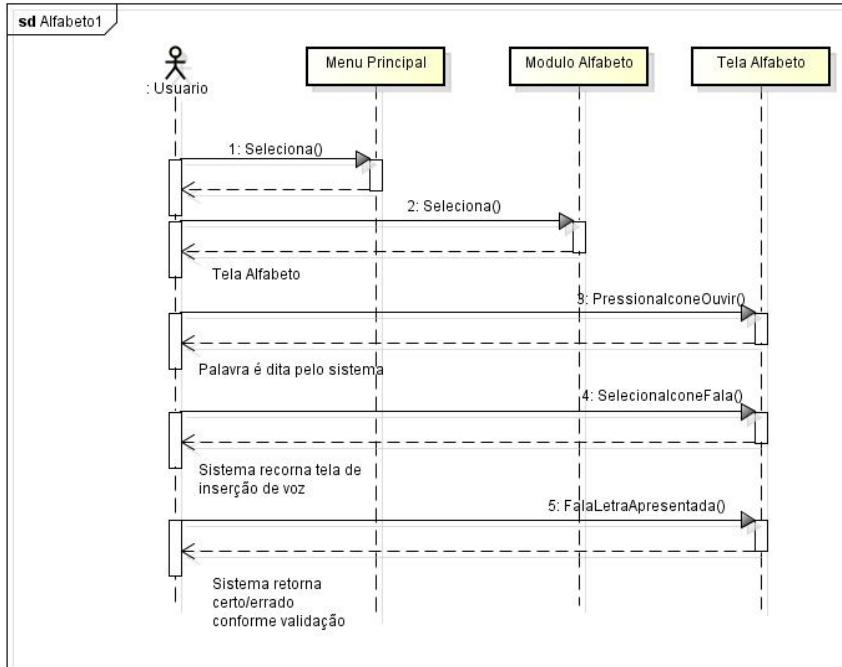 sd Alfabeto1
: Usuario
Menu Principal
Modulo Alfabeto
Tela Alfabeto
1: Seleciona()
2: Seleciona()
Tela Alfabeto
3: PressionaIconeOuvir()
Palavra é dita pelo sistema
4: SelecionaIconeFala()
Sistema recorna tela de
inserção de voz
5: FalaLetraApresentada()
Sistema retorna
certo/errado
conforme validação